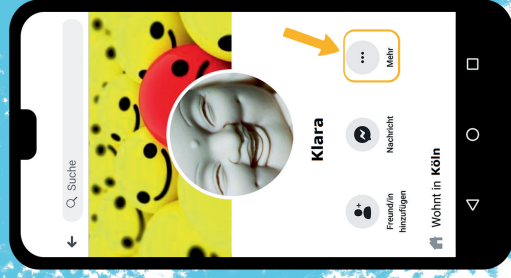 Suche
Klara
Freund/in
hinzufügen
Nachricht
Mehr
Wohnt in Köln